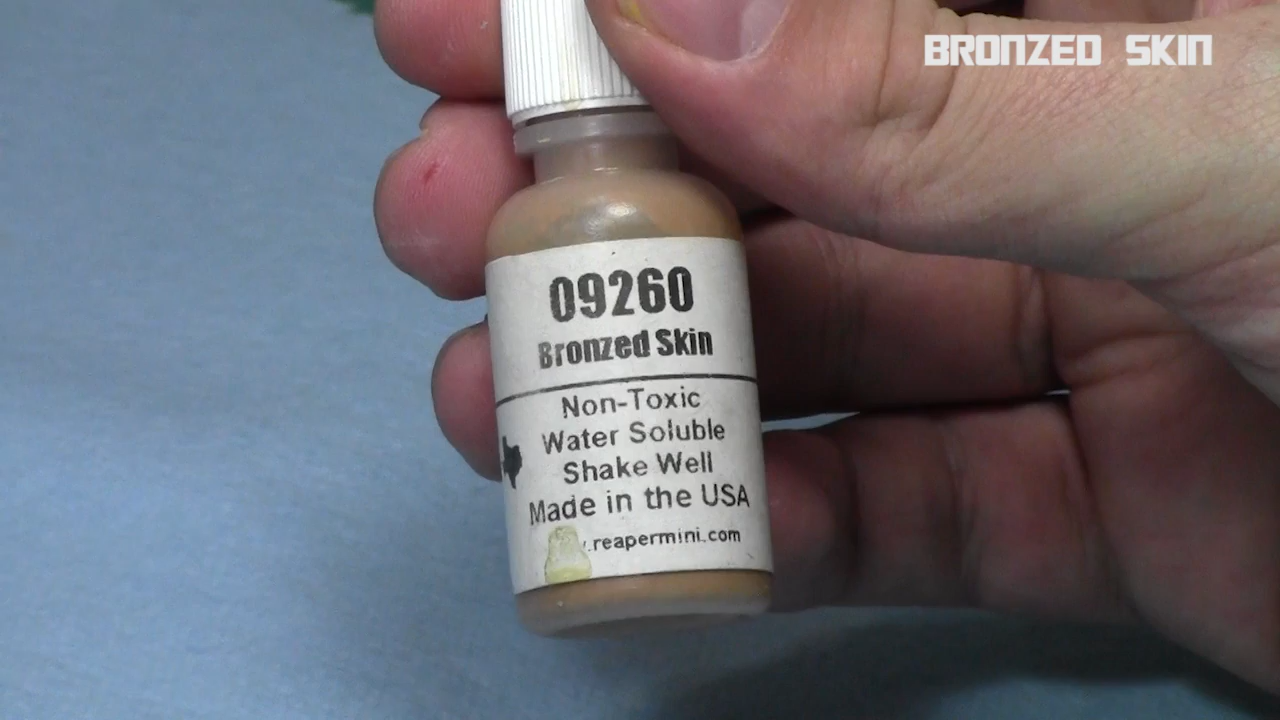 BRONZED SKIN
09260
Bronzed Skin
Non-Toxic
Water Soluble
Shake Well
Made in the USA
.reapermini.com